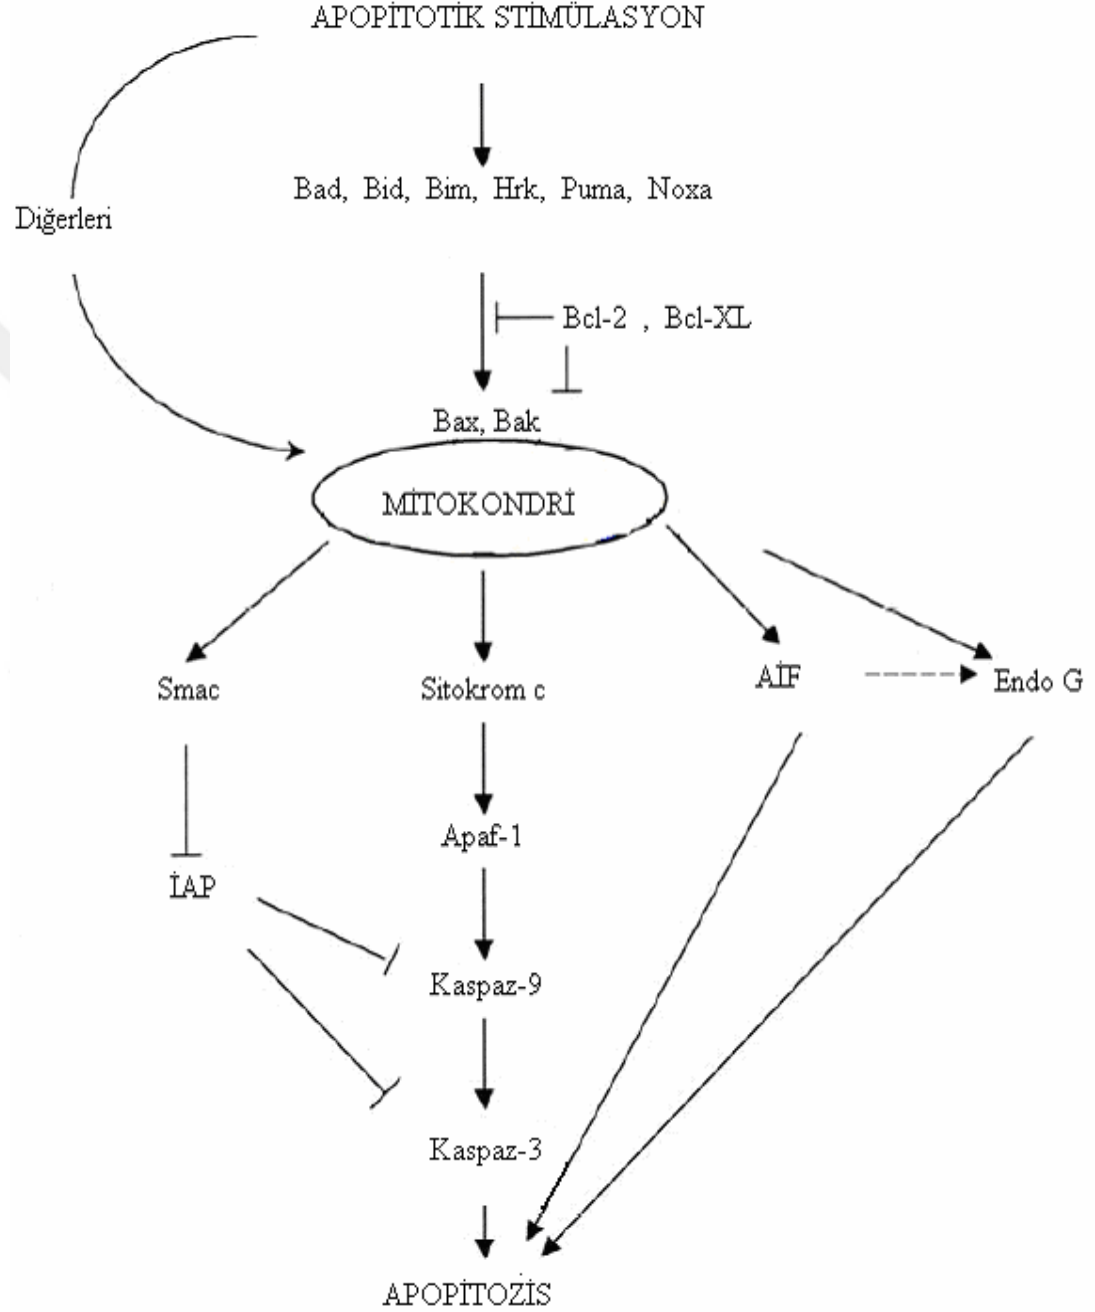 APOPİTOTİK STİMÜLASYON
Bad, Bid, Bim, Hrk, Puma, Noxa
Diğerleri
Bcl-2 , Bcl-XL
Bax, Bak
MİTOKONDRİ
Smac
Sitokrom c
AİF
Endo G
Apaf-1
İAP
Kaspaz-9
Kaspaz-3
APOPİTOZİS